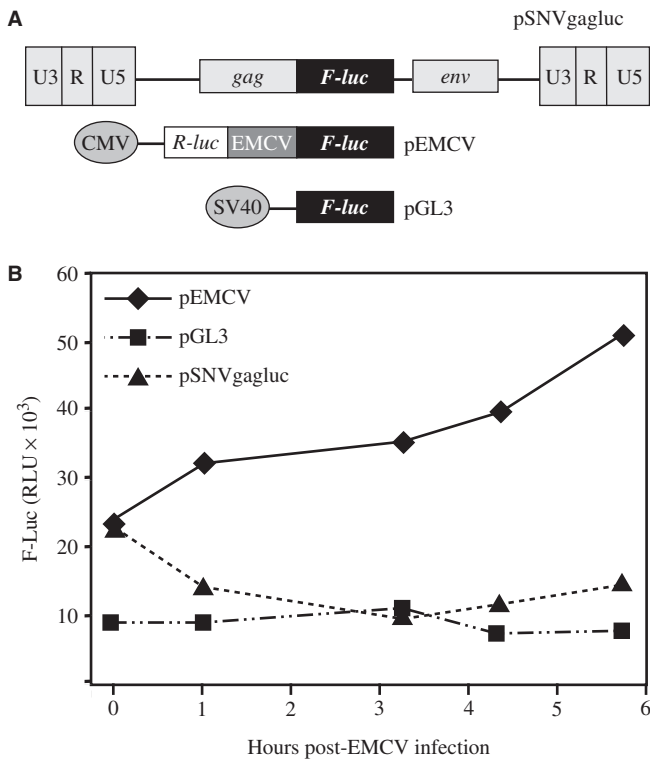 A
pSNVgagluc
U3 R U5 gag F-luc env U3 R U5
CMV R-luc EMCV F-luc pEMCV
SV40 F-luc pGL3
B
60
50
40
30
20
10
F-Luc (RLU × 10³)
pEMCV
pGL3
pSNVgagluc
0 1 2 3 4 5 6
Hours post-EMCV infection